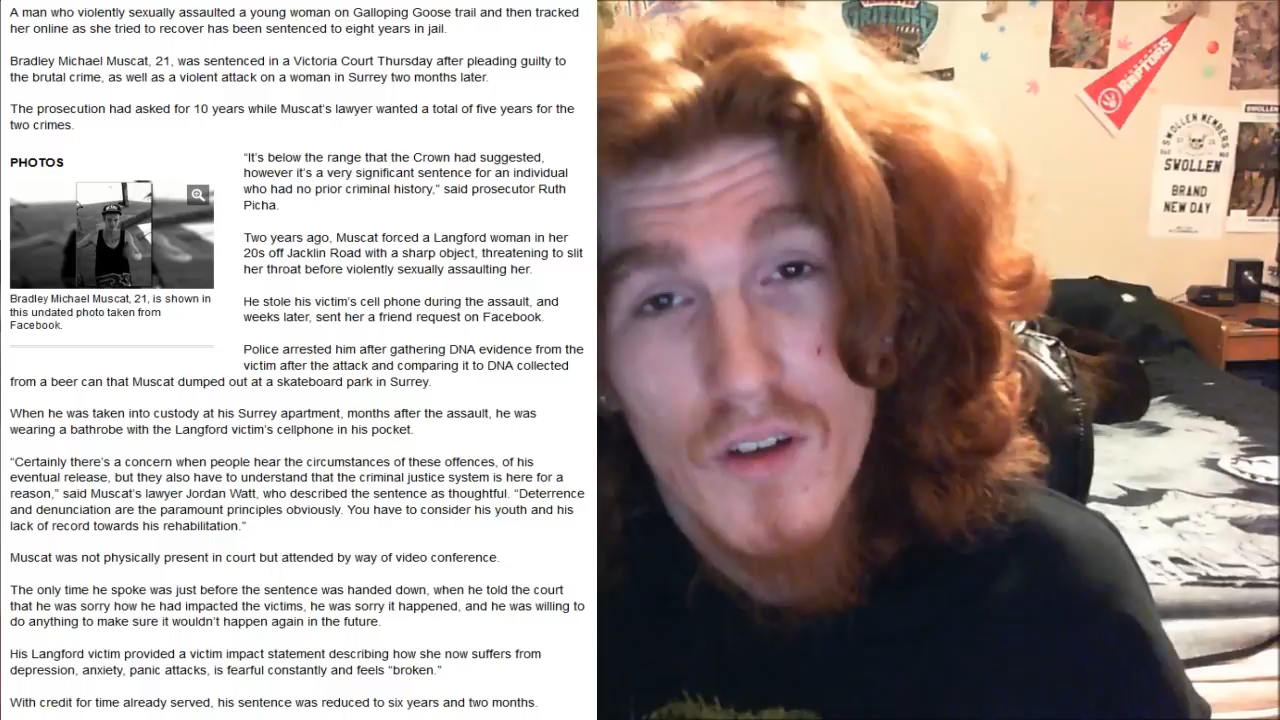 A man who violently sexually assaulted a young woman on Galloping Goose trail and then tracked
her online as she tried to recover has been sentenced to eight years in jail.
Bradley Michael Muscat, 21, was sentenced in a Victoria Court Thursday after pleading guilty to
the brutal crime, as well as a violent attack on a woman in Surrey two months later.
The prosecution had asked for 10 years while Muscat's lawyer wanted a total of five years for the
two crimes.
PHOTOS
Bradley Michael Muscat, 21, is shown in
this undated photo taken from
Facebook.
“It's below the range that the Crown had suggested,
however it's a very significant sentence for an individual
who had no prior criminal history,” said prosecutor Ruth
Picha.
Two years ago, Muscat forced a Langford woman in her
20s off Jacklin Road with a sharp object, threatening to slit
her throat before violently sexually assaulting her.
He stole his victim's cell phone during the assault, and
weeks later, sent her a friend request on Facebook.
Police arrested him after gathering DNA evidence from the
victim after the attack and comparing it to DNA collected
from a beer can that Muscat dumped out at a skateboard park in Surrey.
When he was taken into custody at his Surrey apartment, months after the assault, he was
wearing a bathrobe with the Langford victim's cellphone in his pocket.
“Certainly there's a concern when people hear the circumstances of these offences, of his
eventual release, but they also have to understand that the criminal justice system is here for a
reason,” said Muscat's lawyer Jordan Watt, who described the sentence as thoughtful. “Deterrence
and denunciation are the paramount principles obviously. You have to consider his youth and his
lack of record towards his rehabilitation.”
Muscat was not physically present in court but attended by way of video conference.
The only time he spoke was just before the sentence was handed down, when he told the court
that he was sorry how he had impacted the victims, he was sorry it happened, and he was willing to
do anything to make sure it wouldn't happen again in the future.
His Langford victim provided a victim impact statement describing how she now suffers from
depression, anxiety, panic attacks, is fearful constantly and feels “broken.”
With credit for time already served, his sentence was reduced to six years and two months.
GRIZZLIES
RAPTORS
SWOLLEN MEMBERS
SWOLLEN
BRAND
NEW DAY
SWOLLEN